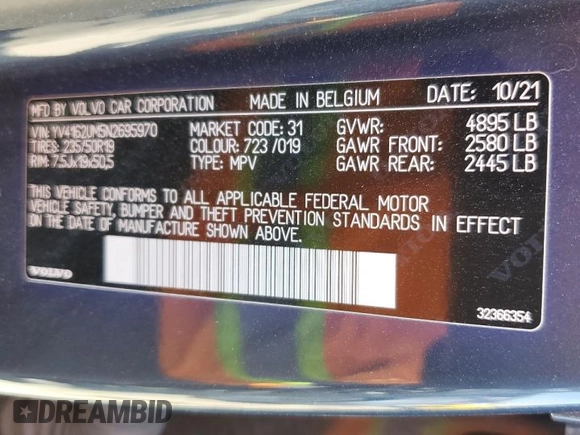 MFD BY VOLVO CAR CORPORATION MADE IN BELGIUM DATE: 10/21
VIN: YV4162UM5N2695970 MARKET CODE: 31 GVWR: 4895 LB
TIRES: 235/50R19 COLOUR: 723 /019 GAWR FRONT: 2580 LB
RIM: 7.5Jx19x50,5 TYPE: MPV GAWR REAR: 2445 LB
THIS VEHICLE CONFORMS TO ALL APPLICABLE FEDERAL MOTOR
VEHICLE SAFETY, BUMPER AND THEFT PREVENTION STANDARDS IN EFFECT
ON THE DATE OF MANUFACTURE SHOWN ABOVE.
VOLVO
32366354
DREAMBID